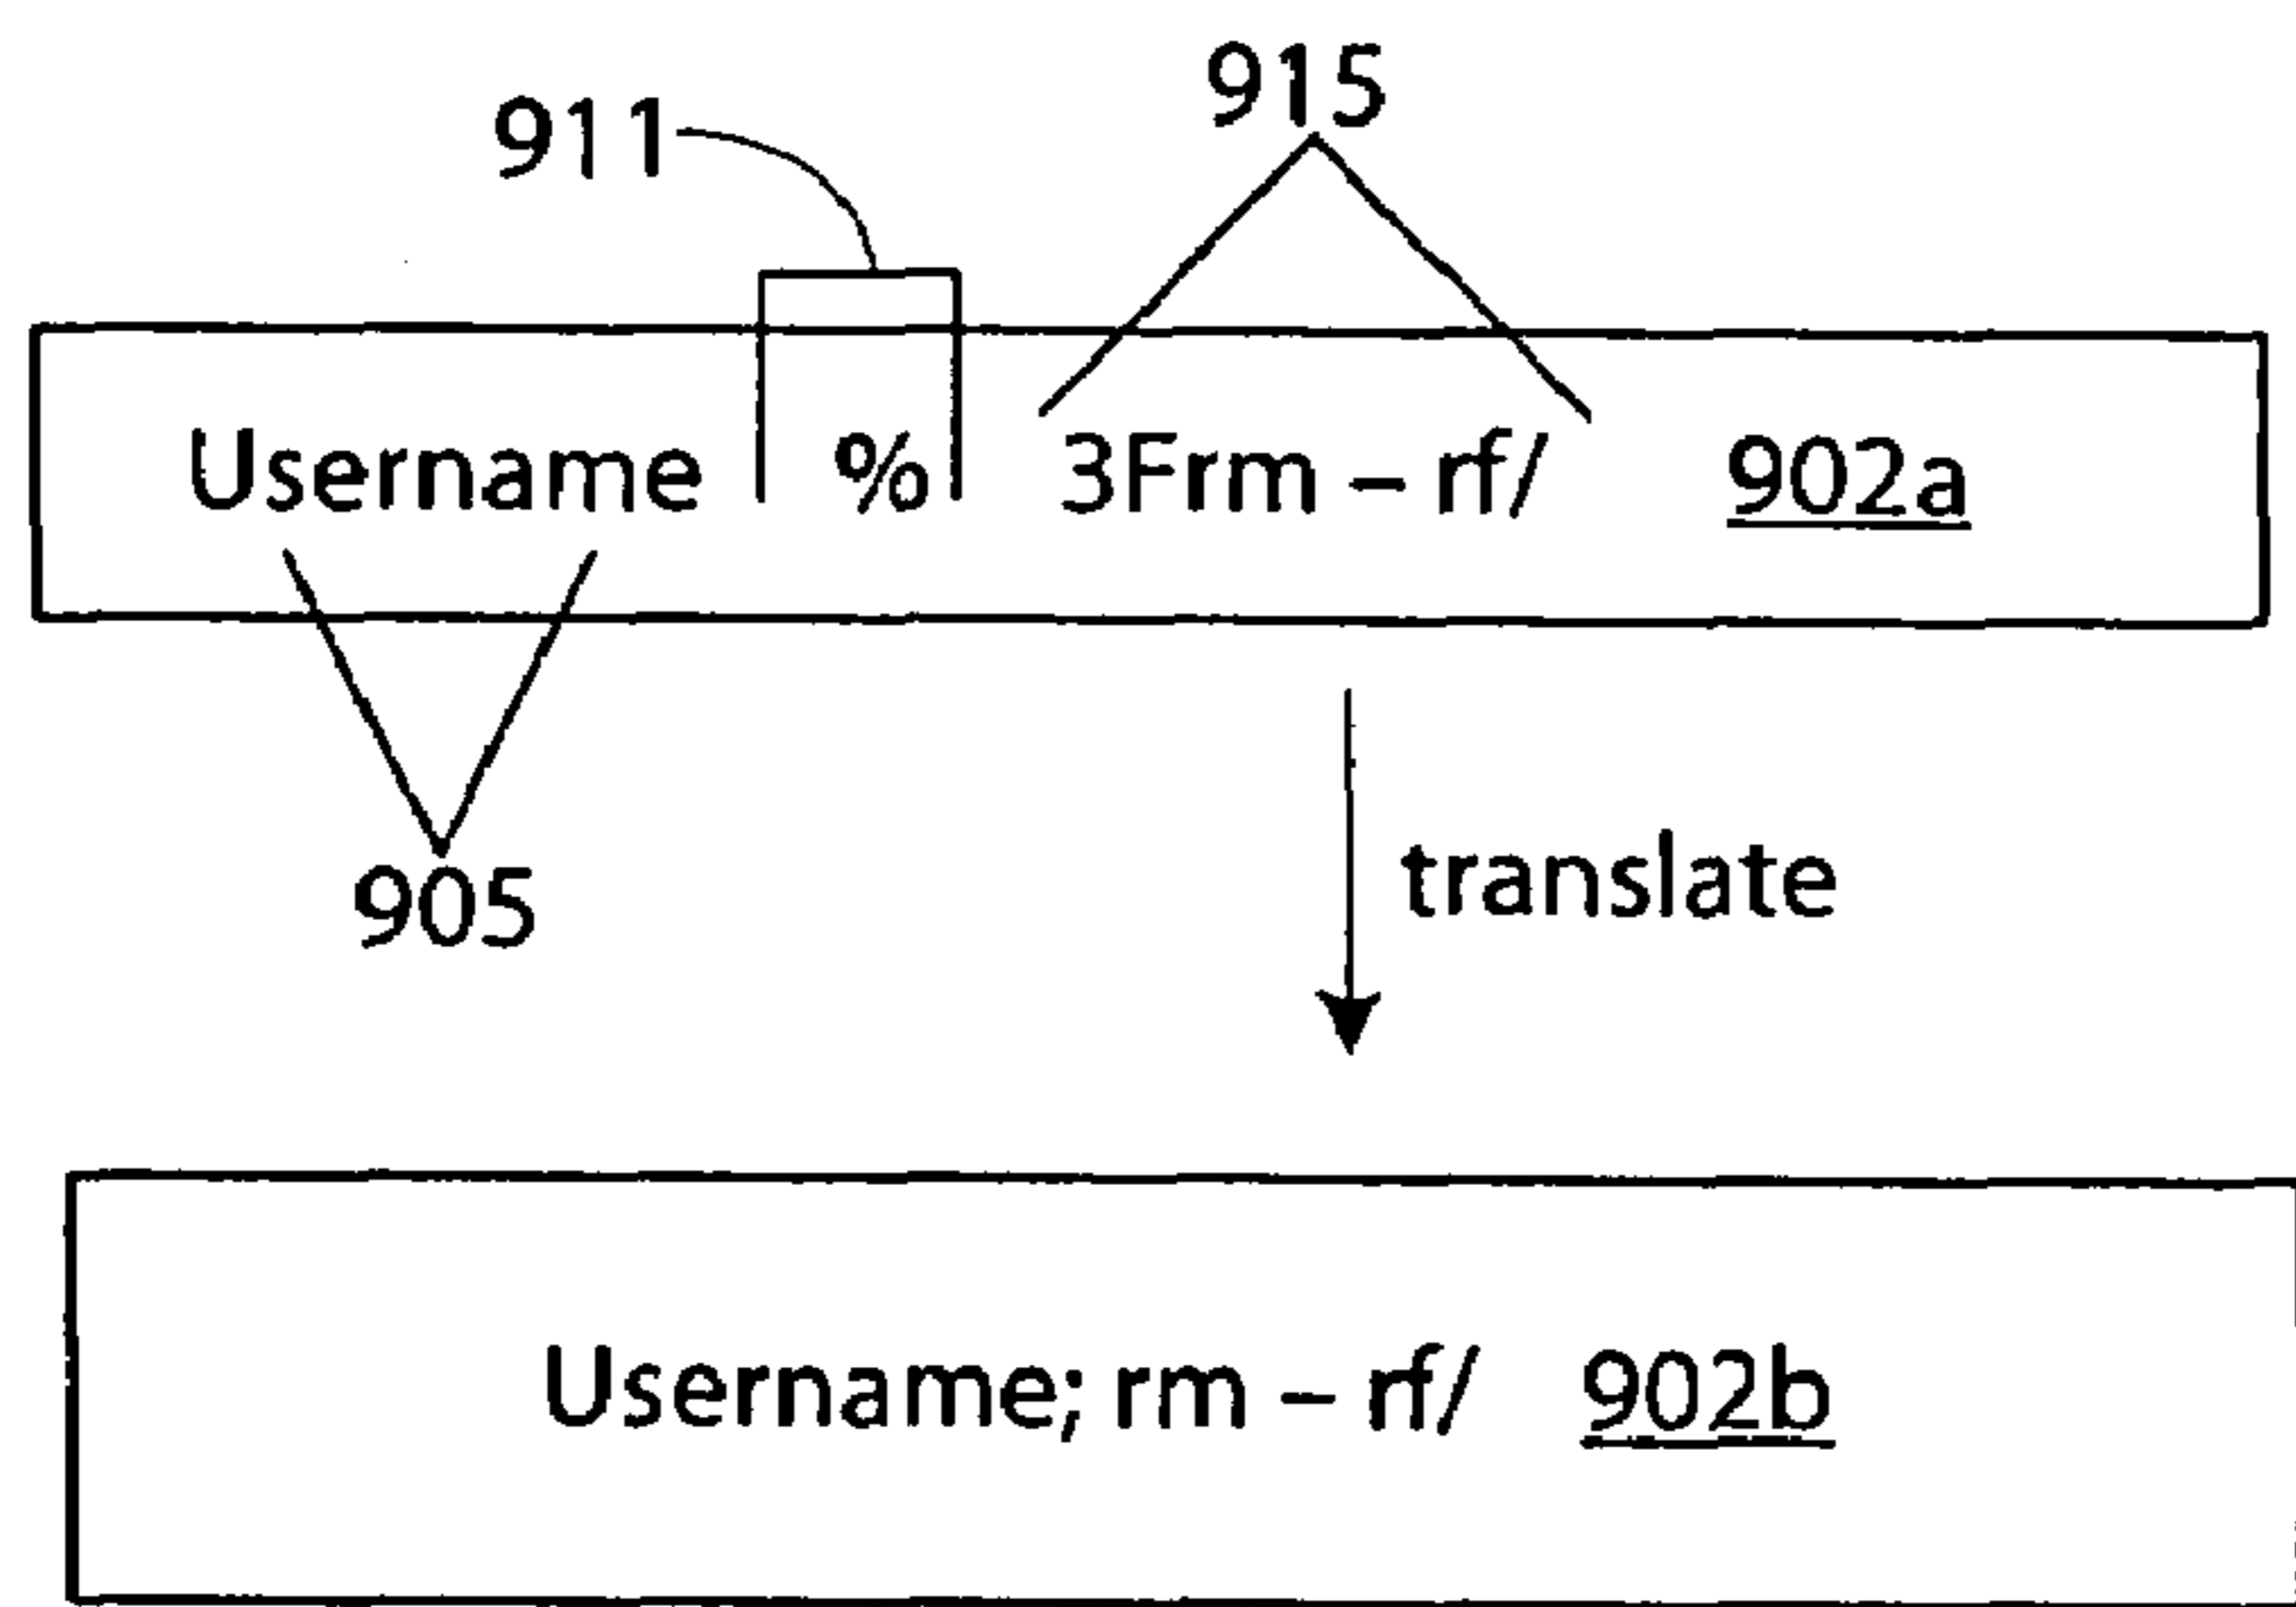 915
911
Username % 3Frm – rf/ 902a
905
translate
Username; rm – rf/ 902b